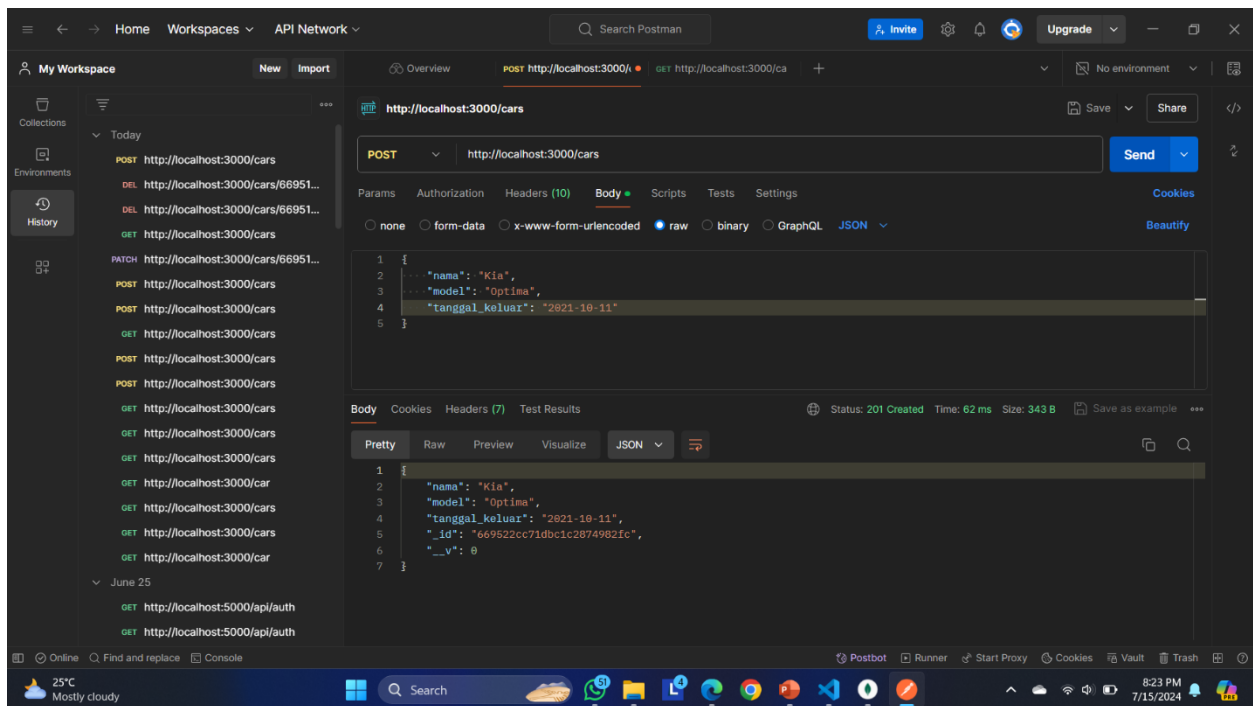 Home Workspaces API Network Search Postman Invite Upgrade
My Workspace New Import Overview POST http://localhost:3000/ GET http://localhost:3000/ca No environment
Collections
Environments
History
Today
POST http://localhost:3000/cars
DEL http://localhost:3000/cars/66951...
DEL http://localhost:3000/cars/66951...
GET http://localhost:3000/cars
PATCH http://localhost:3000/cars/66951...
POST http://localhost:3000/cars
POST http://localhost:3000/cars
GET http://localhost:3000/cars
POST http://localhost:3000/cars
POST http://localhost:3000/cars
GET http://localhost:3000/cars
GET http://localhost:3000/cars
GET http://localhost:3000/cars
GET http://localhost:3000/car
GET http://localhost:3000/cars
GET http://localhost:3000/cars
GET http://localhost:3000/car
June 25
GET http://localhost:5000/api/auth
GET http://localhost:5000/api/auth
HTTP http://localhost:3000/cars Save Share
POST http://localhost:3000/cars Send
Params Authorization Headers (10) Body Scripts Tests Settings Cookies
none form-data x-www-form-urlencoded raw binary GraphQL JSON Beautify
1 {
2 "nama": "Kia",
3 "model": "Optima",
4 "tanggal_keluar": "2021-10-11"
5 }
Body Cookies Headers (7) Test Results Status: 201 Created Time: 62 ms Size: 343 B Save as example
Pretty Raw Preview Visualize JSON
1 {
2 "nama": "Kia",
3 "model": "Optima",
4 "tanggal_keluar": "2021-10-11",
5 "_id": "669522cc71dbc1c2874982fc",
6 "__v": 0
7 }
Online Find and replace Console Postbot Runner Start Proxy Cookies Vault Trash
25°C
Mostly cloudy
Search
51
4
8:23 PM
7/15/2024
PRE